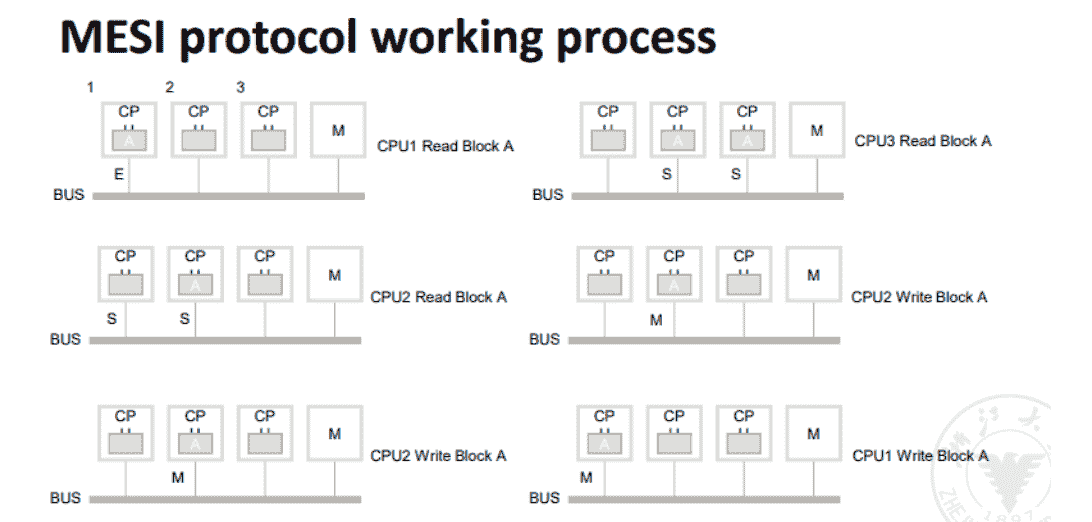 MESI protocol working process
1 2 3
CP CP CP
A M CPU1 Read Block A
E
BUS
CP CP CP
A A M CPU3 Read Block A
S S
BUS
CP CP CP
A M CPU2 Read Block A
S S
BUS
CP CP CP
A M CPU2 Write Block A
M
BUS
CP CP CP
A M CPU2 Write Block A
M
BUS
CP CP CP
A M CPU1 Write Block A
M
BUS
1897